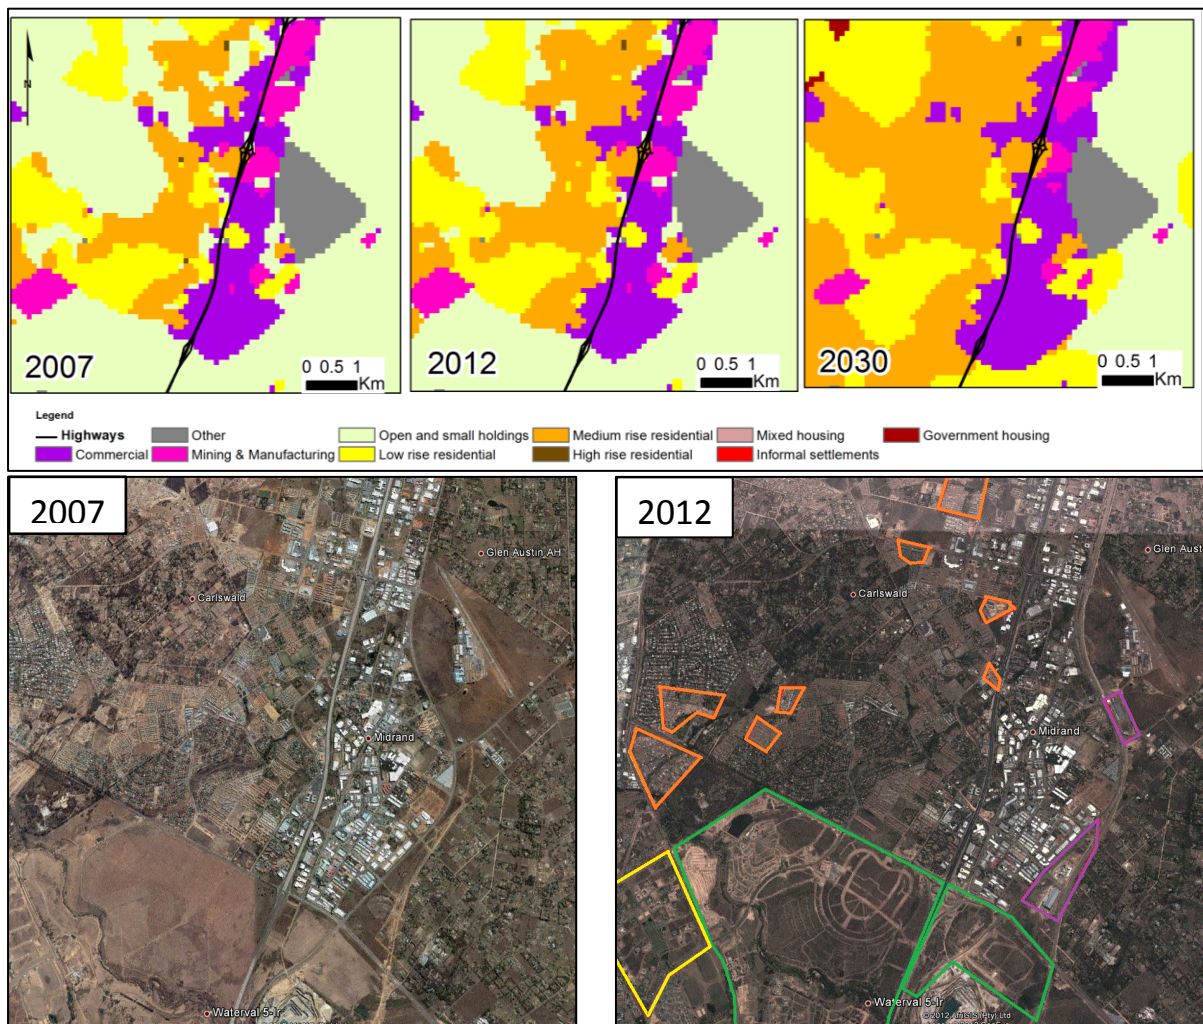 N
2007
0 0.5 1
Km
2012
0 0.5 1
Km
2030
0 0.5 1
Km
Legend
Highways
Other
Open and small holdings
Medium rise residential
Mixed housing
Government housing
Commercial
Mining & Manufacturing
Low rise residential
High rise residential
Informal settlements
2007
Glen Austin AH
Carlswald
Midrand
Waterval 5-Ir
2012
Glen Aust
Carlswald
Midrand
Waterval 5-Ir